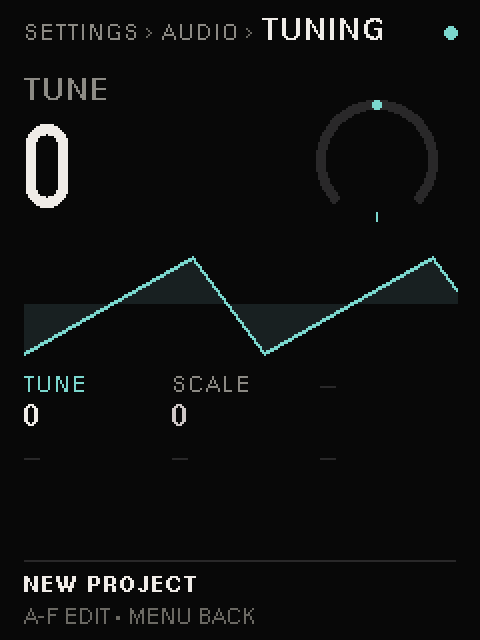 SETTINGS › AUDIO › TUNING
TUNE
0
TUNE SCALE —
0 0
— — —
NEW PROJECT
A-F EDIT · MENU BACK